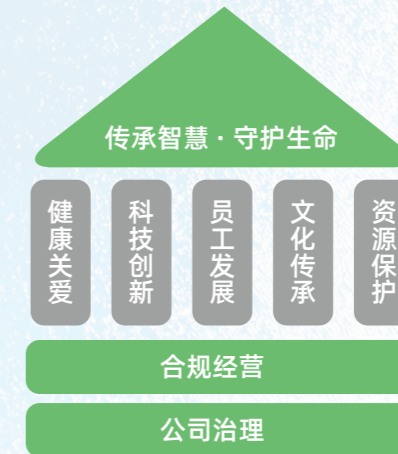 传承智慧·守护生命
健康关爱
科技创新
员工发展
文化传承
资源保护
合规经营
公司治理